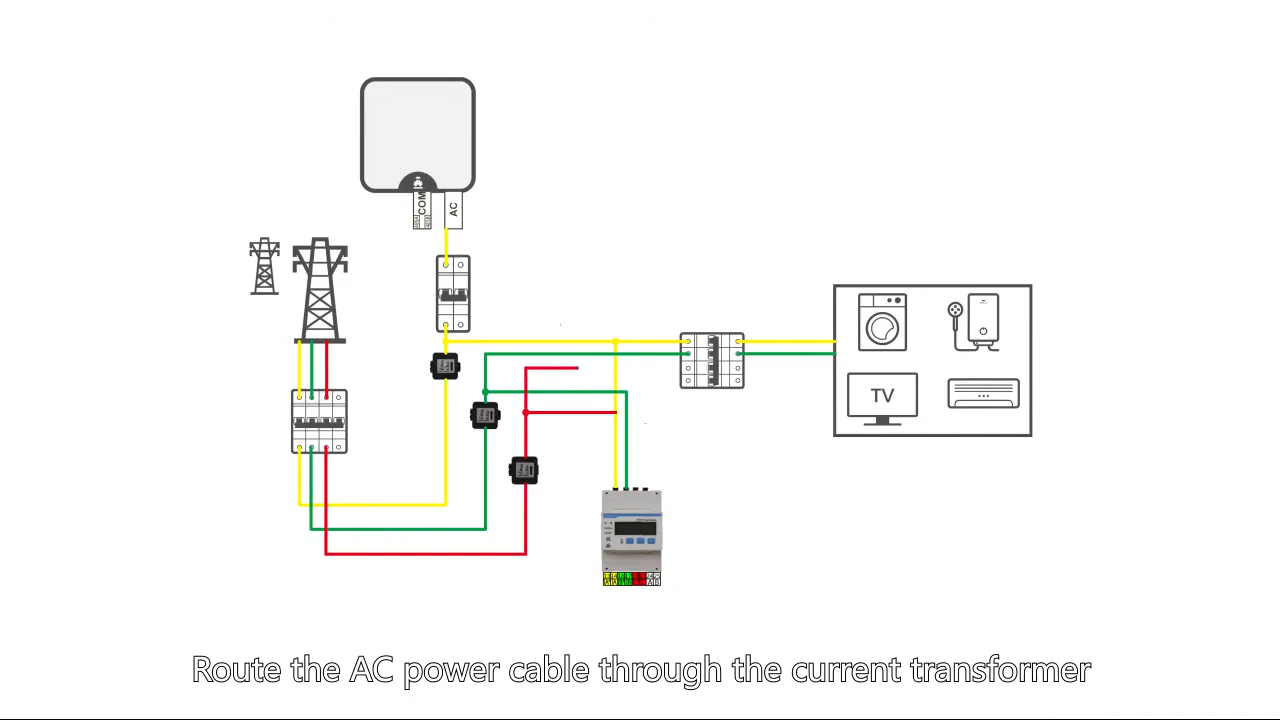 COM
AC
TV
Route the AC power cable through the current transformer